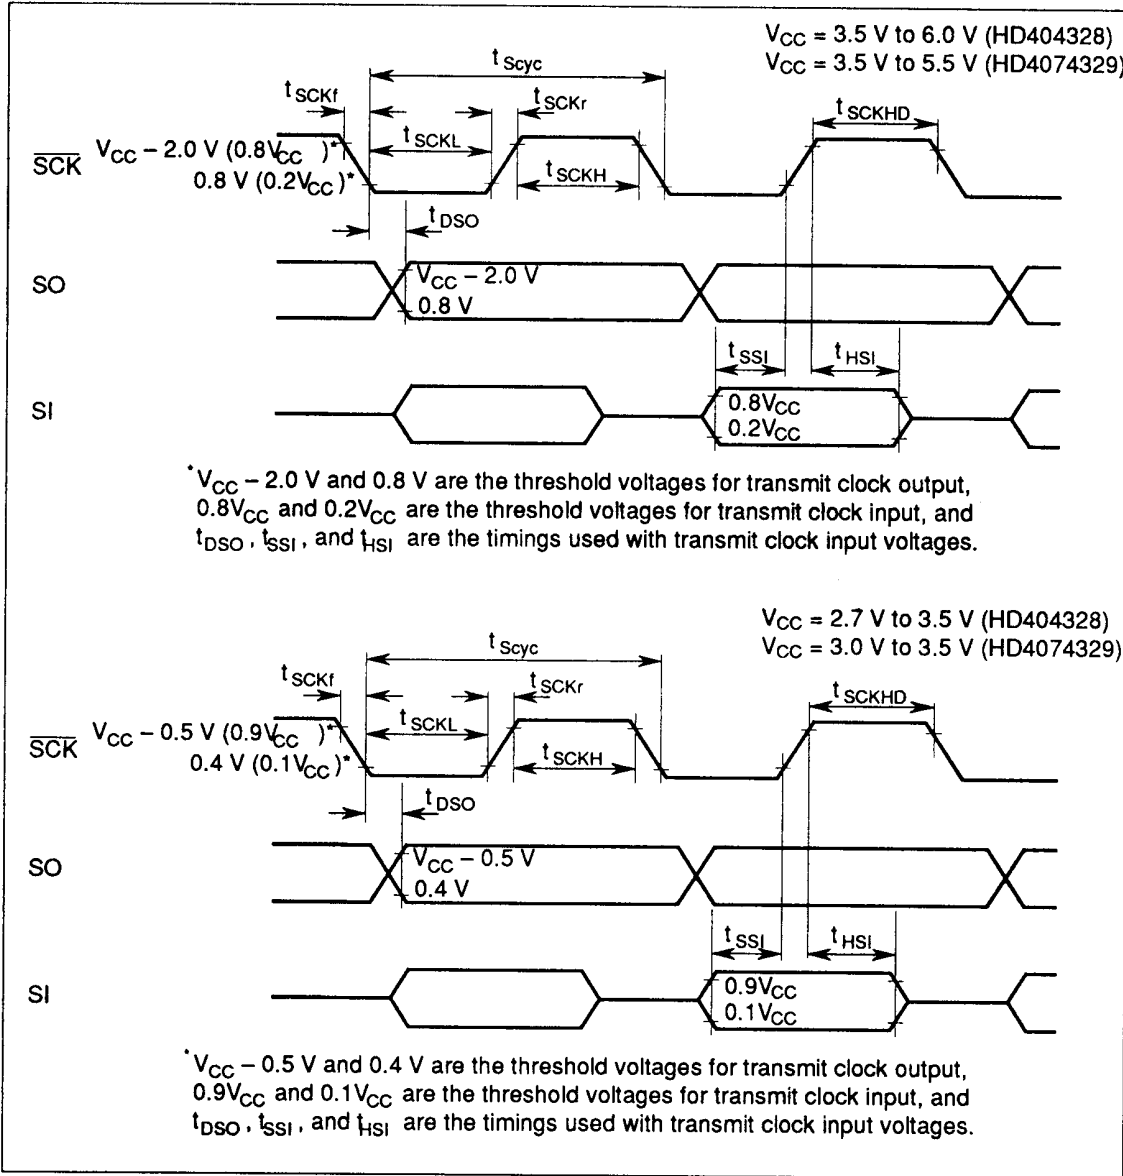 V_CC = 3.5 V to 6.0 V (HD404328)
V_CC = 3.5 V to 5.5 V (HD4074329)
t_Scyc
t_SCKf
t_SCKr
t_SCKHD
t_SCKL
SCK V_CC – 2.0 V (0.8V_CC )*
t_SCKH
0.8 V (0.2V_CC)*
t_DSO
SO
V_CC – 2.0 V
0.8 V
t_SSI
t_HSI
SI
0.8V_CC
0.2V_CC
*V_CC – 2.0 V and 0.8 V are the threshold voltages for transmit clock output,
0.8V_CC and 0.2V_CC are the threshold voltages for transmit clock input, and
t_DSO , t_SSI , and t_HSI are the timings used with transmit clock input voltages.
V_CC = 2.7 V to 3.5 V (HD404328)
V_CC = 3.0 V to 3.5 V (HD4074329)
t_Scyc
t_SCKf
t_SCKr
t_SCKHD
t_SCKL
SCK V_CC – 0.5 V (0.9V_CC )*
t_SCKH
0.4 V (0.1V_CC)*
t_DSO
SO
V_CC – 0.5 V
0.4 V
t_SSI
t_HSI
SI
0.9V_CC
0.1V_CC
*V_CC – 0.5 V and 0.4 V are the threshold voltages for transmit clock output,
0.9V_CC and 0.1V_CC are the threshold voltages for transmit clock input, and
t_DSO , t_SSI , and t_HSI are the timings used with transmit clock input voltages.